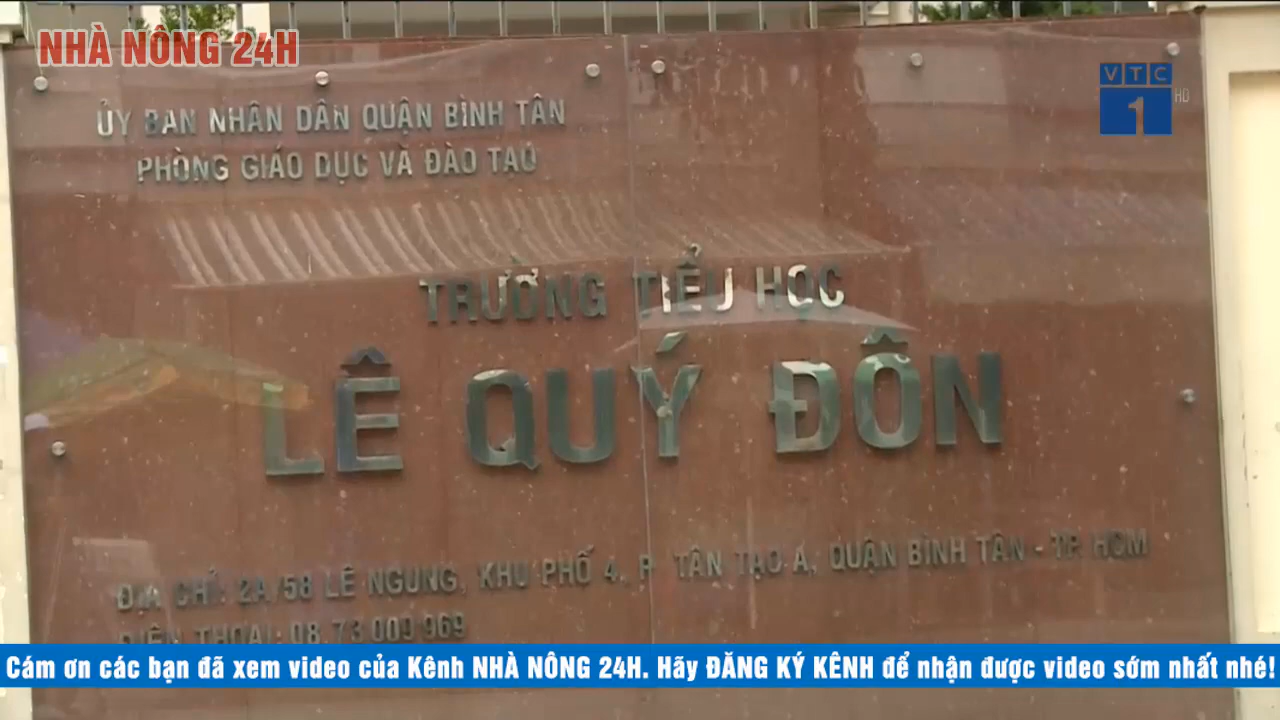 NHÀ NÔNG 24H
VTC
1
HD
ỦY BAN NHÂN DÂN QUẬN BÌNH TÂN
PHÒNG GIÁO DỤC VÀ ĐÀO TẠO
TRƯỜNG TIỂU HỌC
LÊ QUÝ ĐÔN
ĐỊA CHỈ: 2A/58 LÊ NGUNG, KHU PHỐ 4, P. TÂN TẠO A, QUẬN BÌNH TÂN - TP. HCM
ĐIỆN THOẠI: 08.73 009 969
Cám ơn các bạn đã xem video của Kênh NHÀ NÔNG 24H. Hãy ĐĂNG KÝ KÊNH để nhận được video sớm nhất nhé!